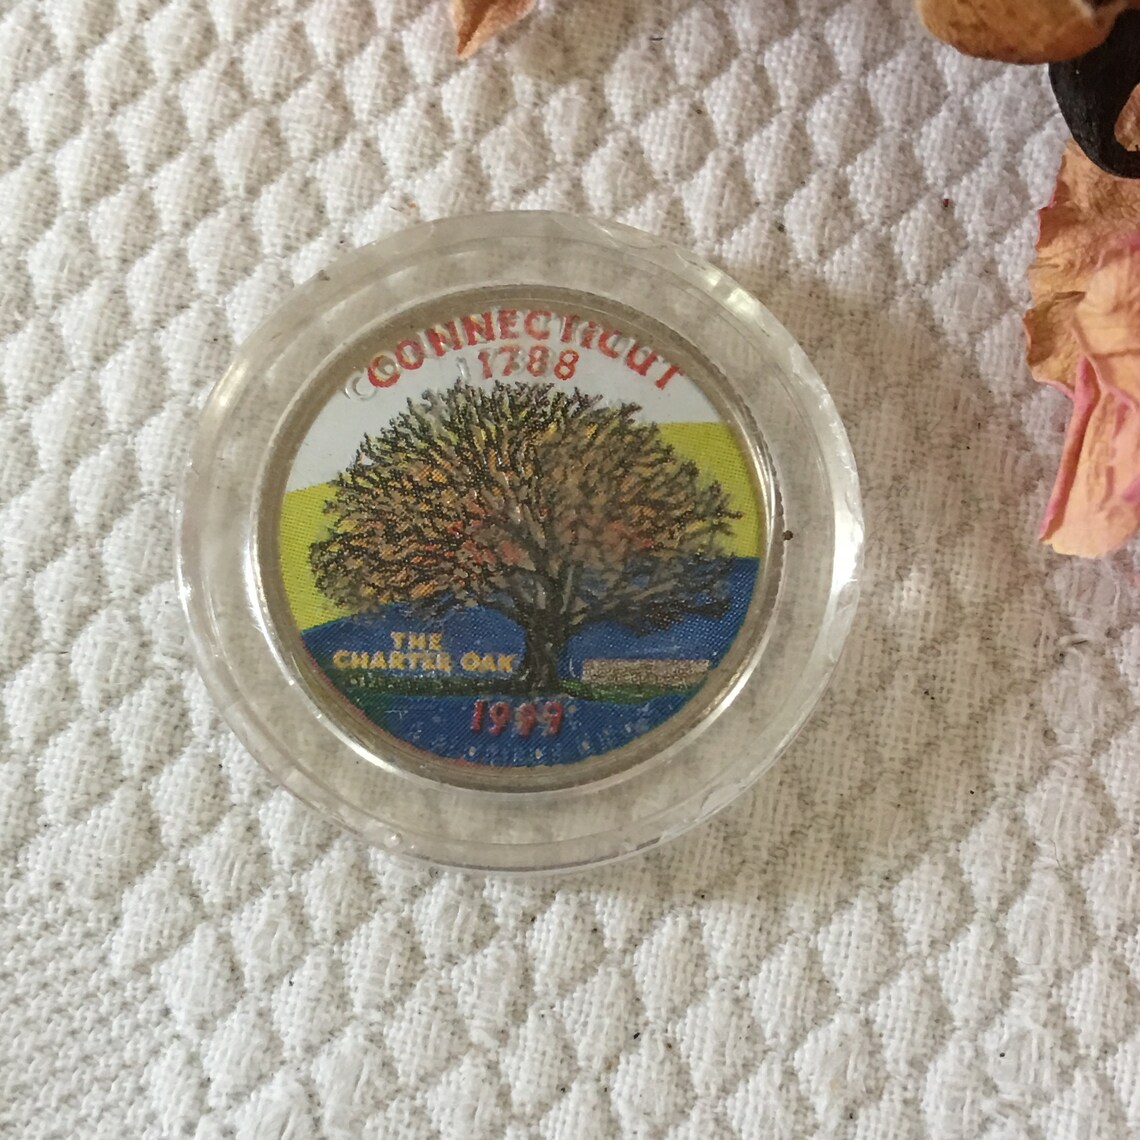 CONNECTICUT
1788
THE
CHARTER OAK
1999